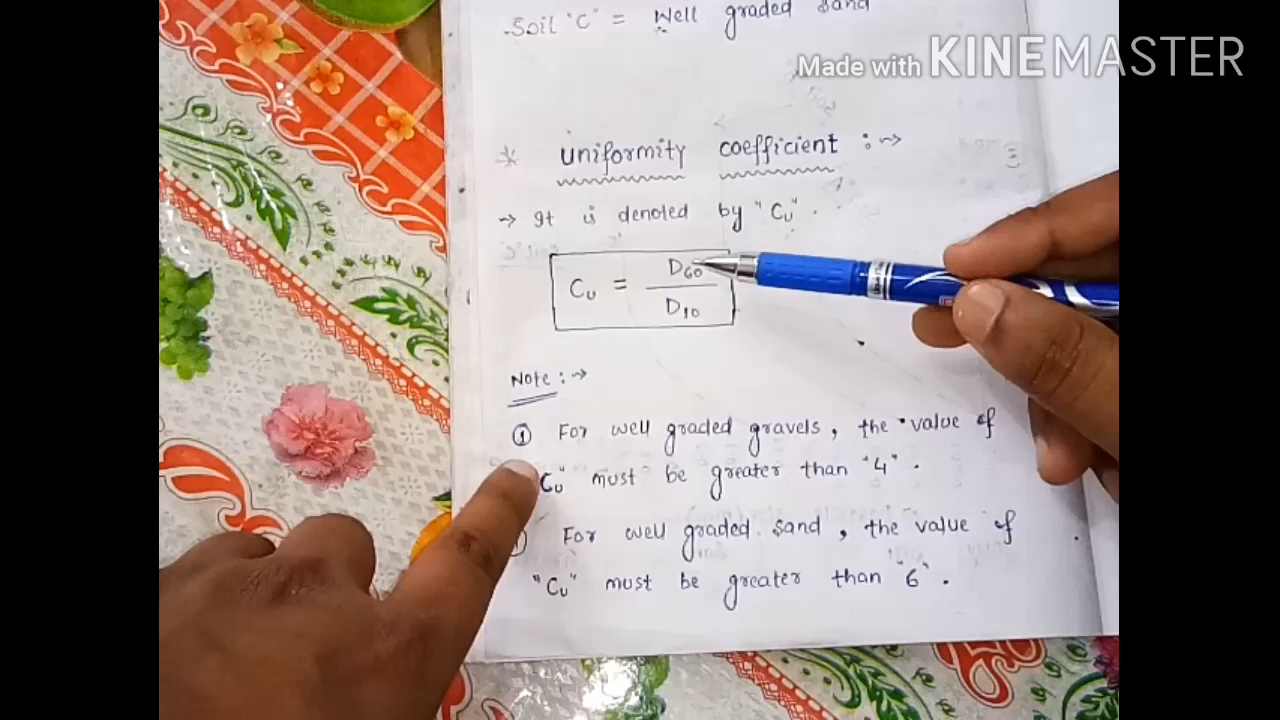 Soil "C" = Well graded sand
Made with KINEMASTER
* Uniformity coefficient :→
→ It is denoted by "Cu".
Cu = D60 / D10
Note :→
① For well graded gravels, the value of
"Cu" must be greater than "4".
For well graded sand, the value of
"Cu" must be greater than "6".